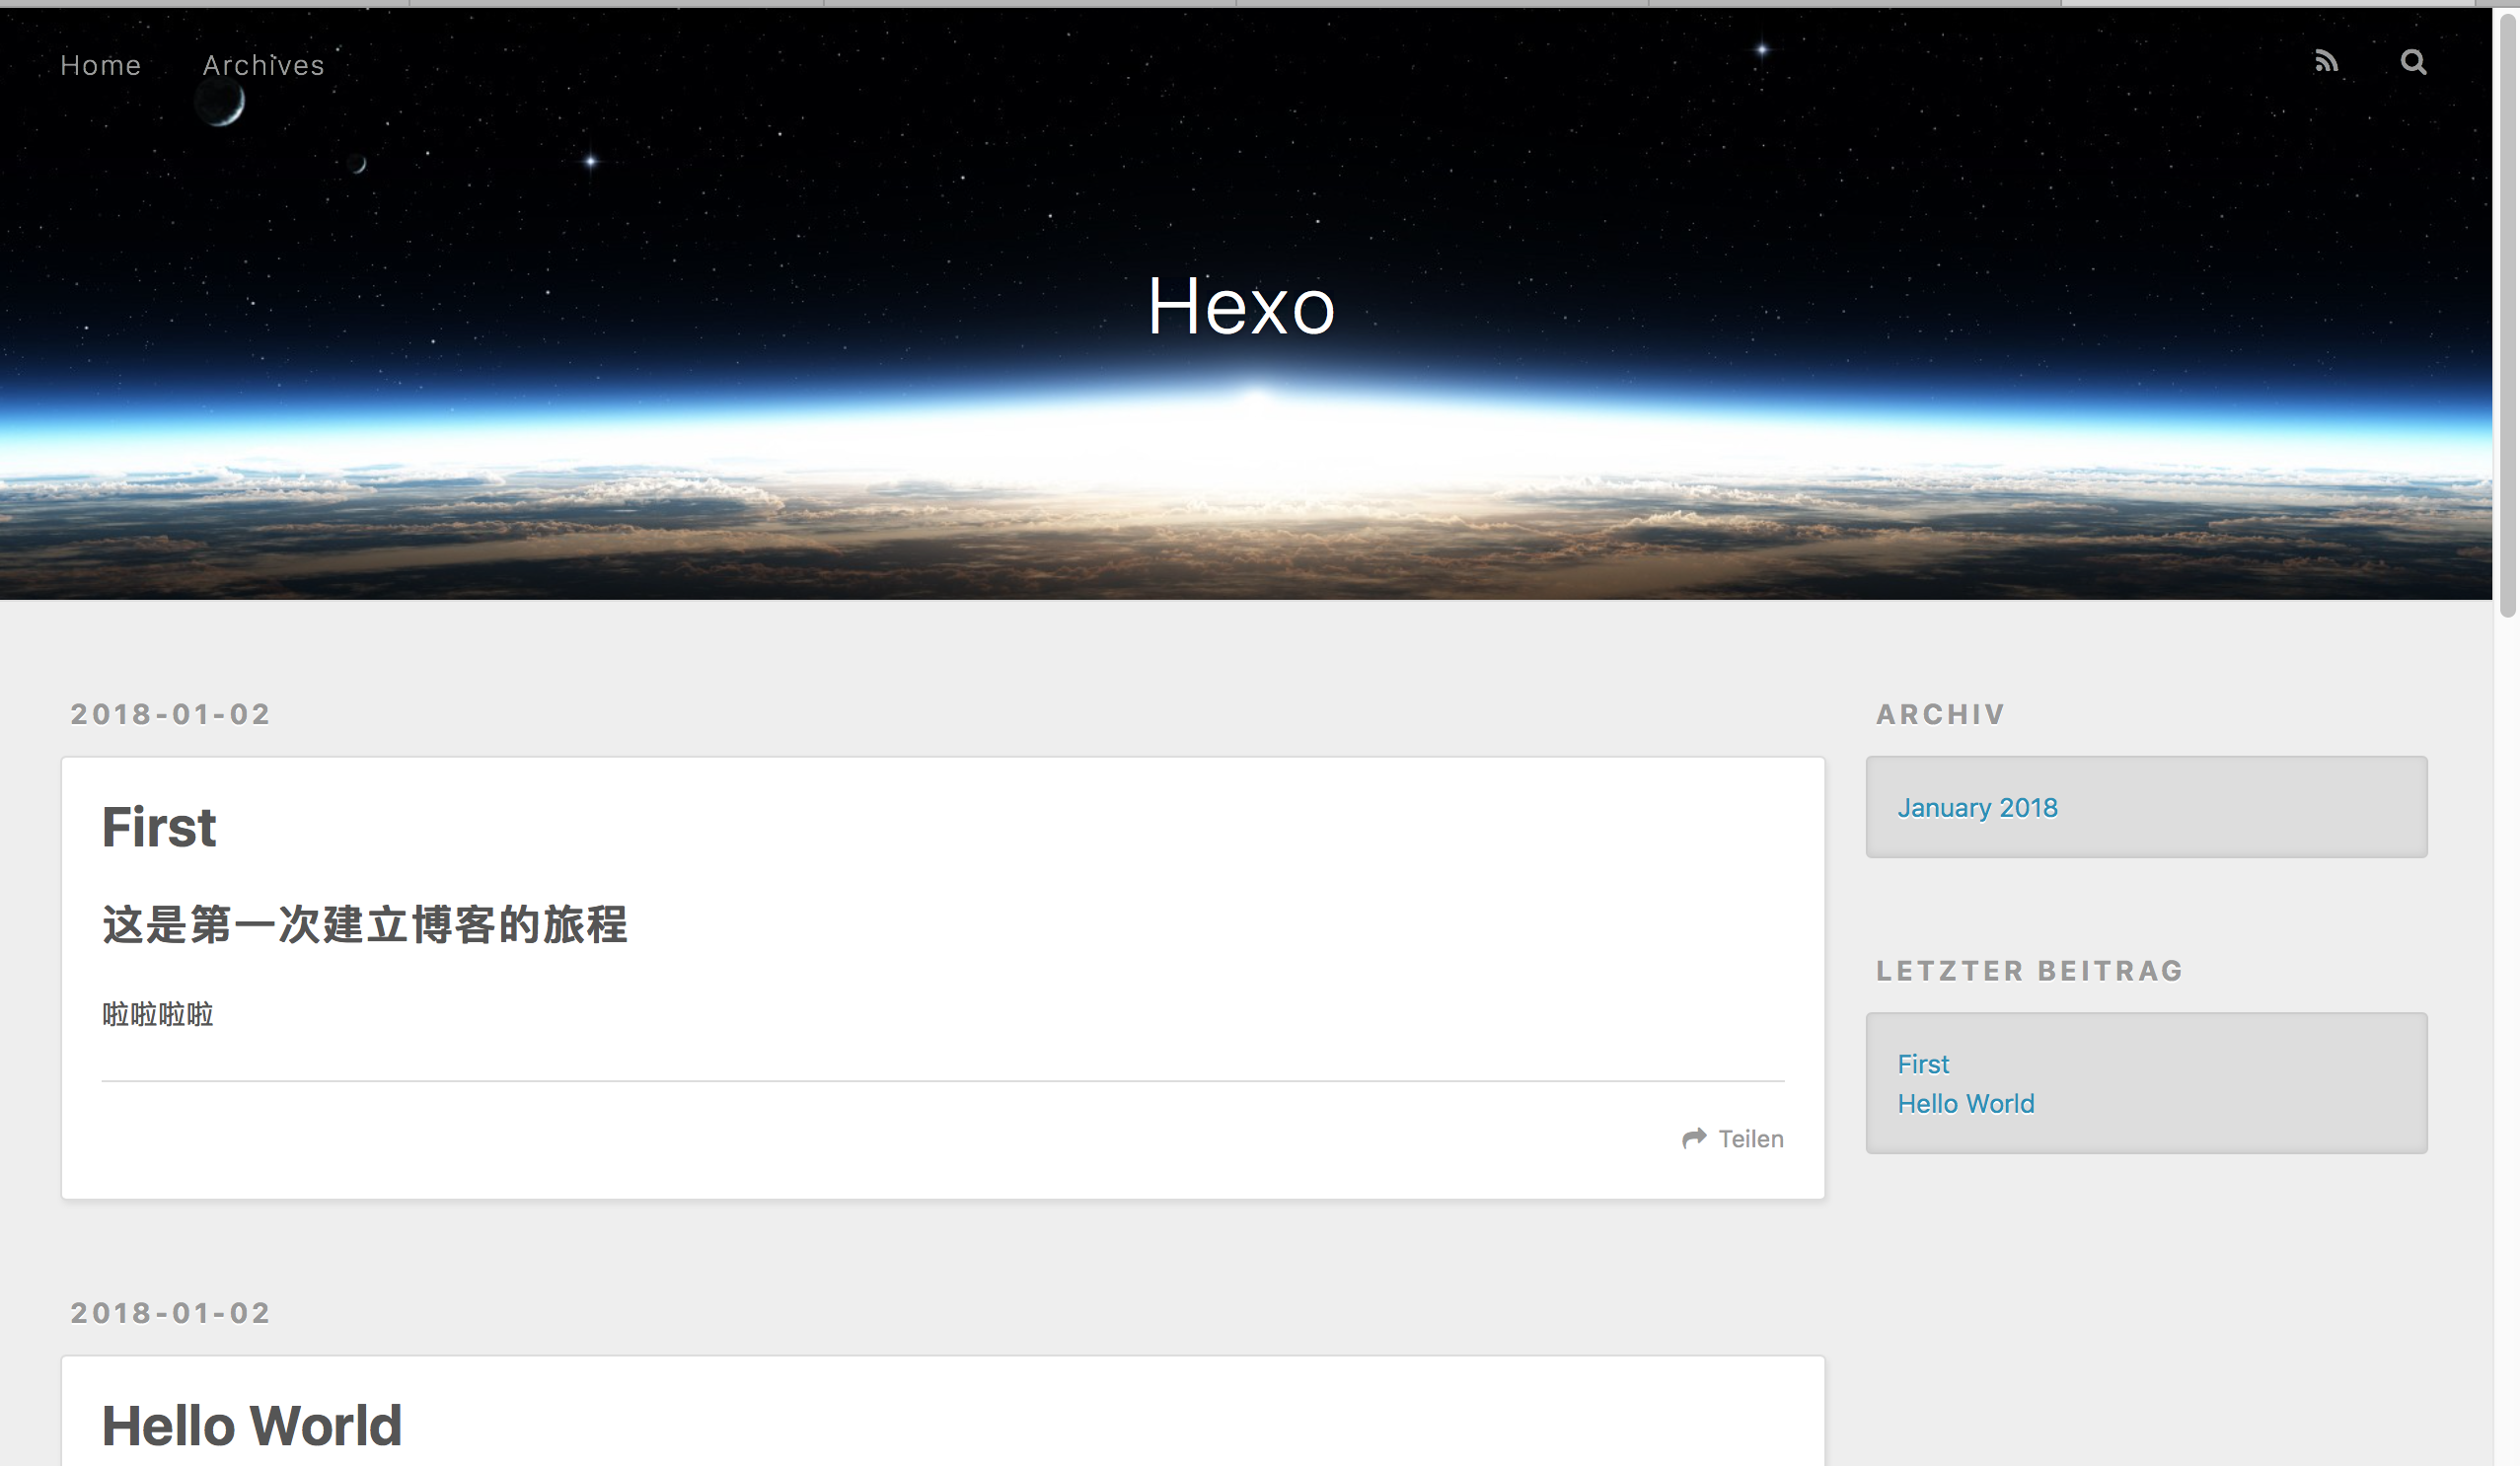 Home Archives
Hexo
2018-01-02
First
这是第一次建立博客的旅程
啦啦啦啦
Teilen
2018-01-02
Hello World
ARCHIV
January 2018
LETZTER BEITRAG
First
Hello World